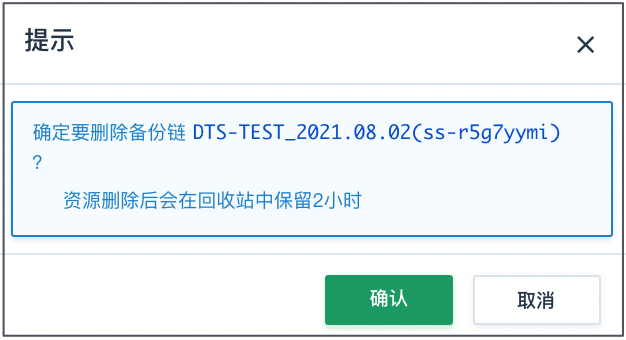 提示
确定要删除备份链 DTS-TEST_2021.08.02(ss-r5g7yymi)
?
资源删除后会在回收站中保留2小时
确认
取消